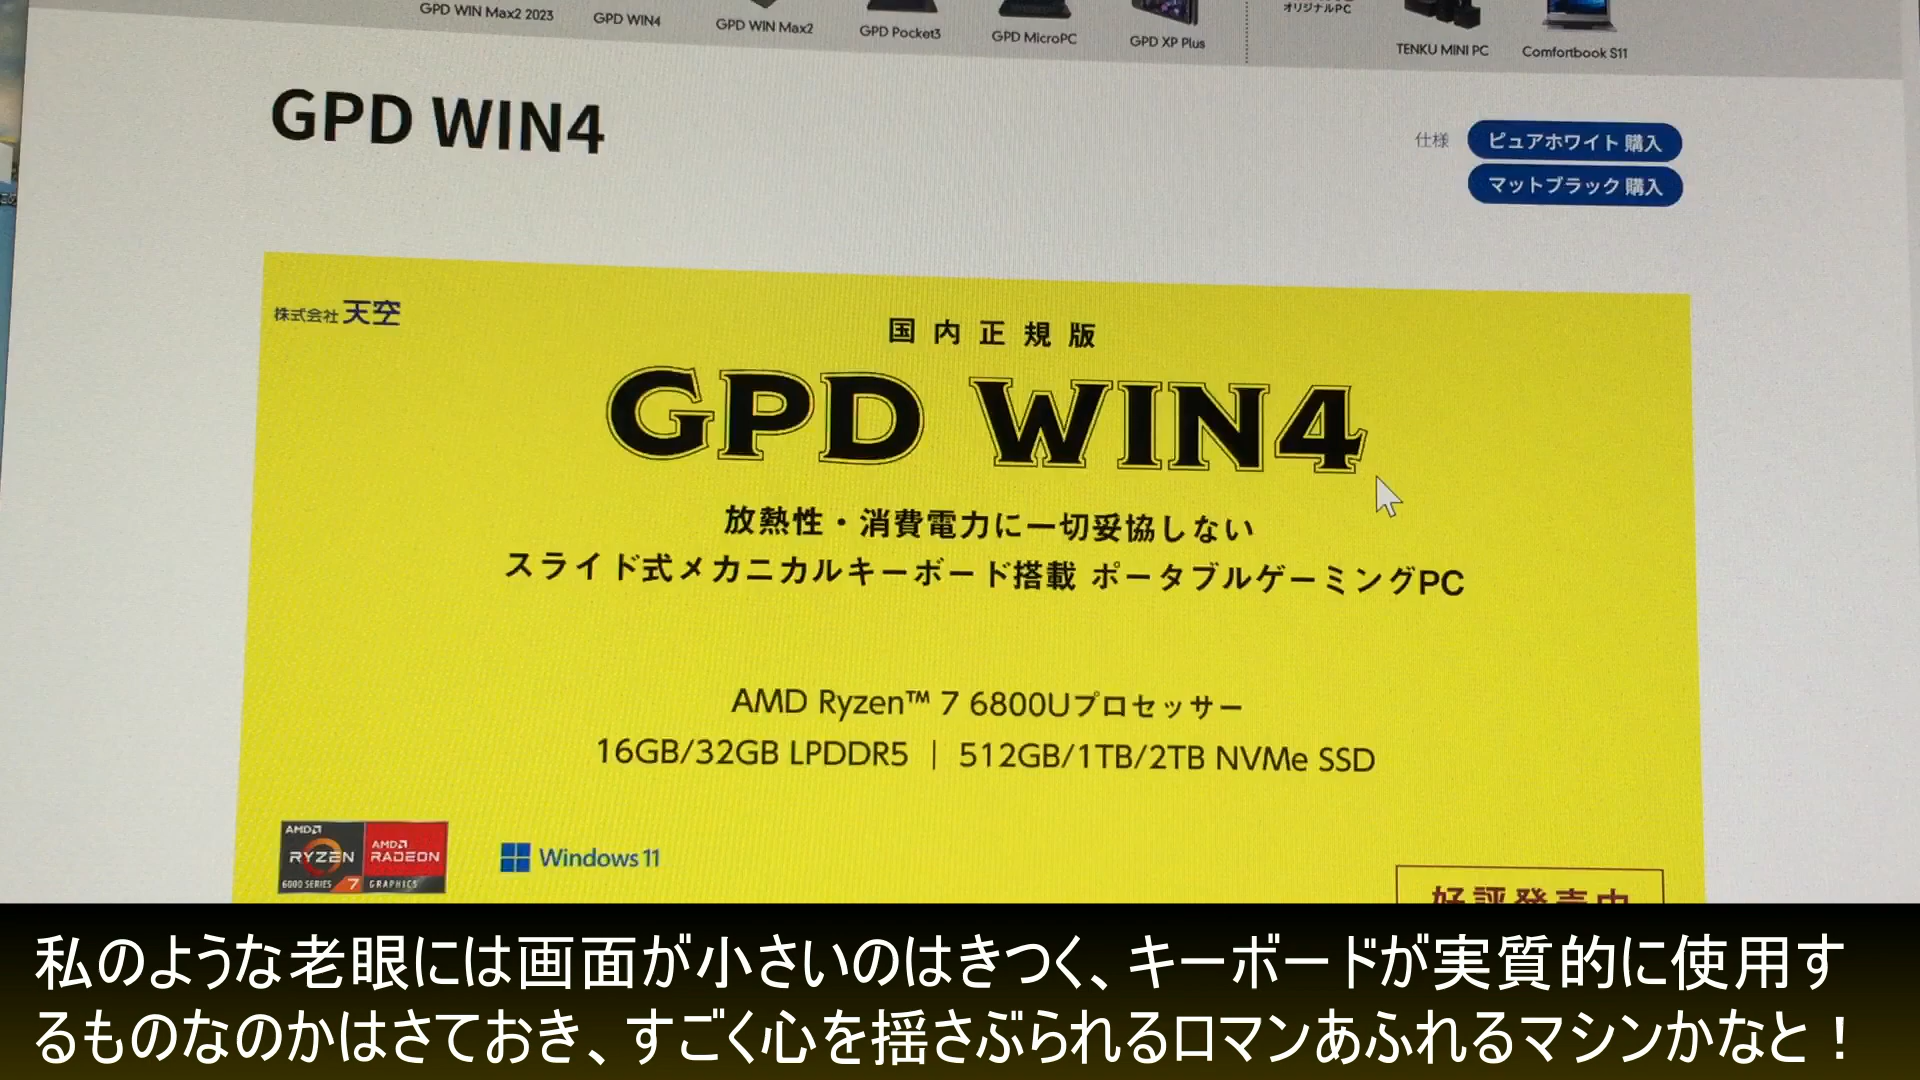 GPD WIN Max2 2023
GPD WIN4
GPD WIN Max2
GPD Pocket3
GPD MicroPC
GPD XP Plus
オリジナルPC
TENKU MINI PC
Comfortbook S11
GPD WIN4
仕様
ピュアホワイト 購入
マットブラック 購入
株式会社 天空
国内正規版
GPD WIN4
放熱性・消費電力に一切妥協しない
スライド式メカニカルキーボード搭載 ポータブルゲーミングPC
AMD Ryzen™ 7 6800Uプロセッサー
16GB/32GB LPDDR5 | 512GB/1TB/2TB NVMe SSD
AMD
RYZEN
6000 SERIES 7
AMD
RADEON
GRAPHICS
Windows 11
好評発売中
私のような老眼には画面が小さいのはきつく、キーボードが実質的に使用す
るものなのかはさておき、すごく心を揺さぶられるロマンあふれるマシンかなと！